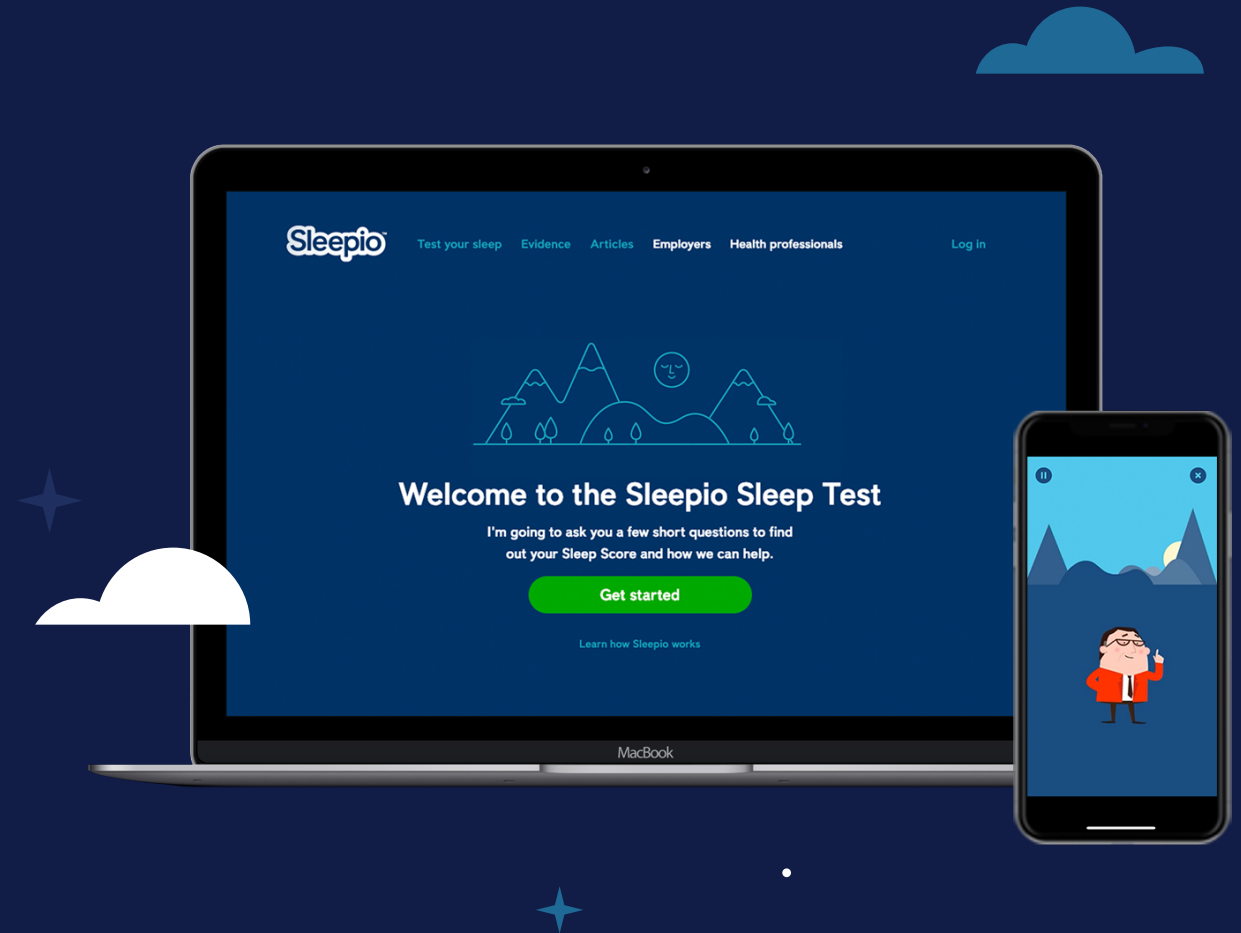 Sleepio™ Test your sleep Evidence Articles Employers Health professionals Log in
Welcome to the Sleepio Sleep Test
I'm going to ask you a few short questions to find
out your Sleep Score and how we can help.
Get started
Learn how Sleepio works
MacBook